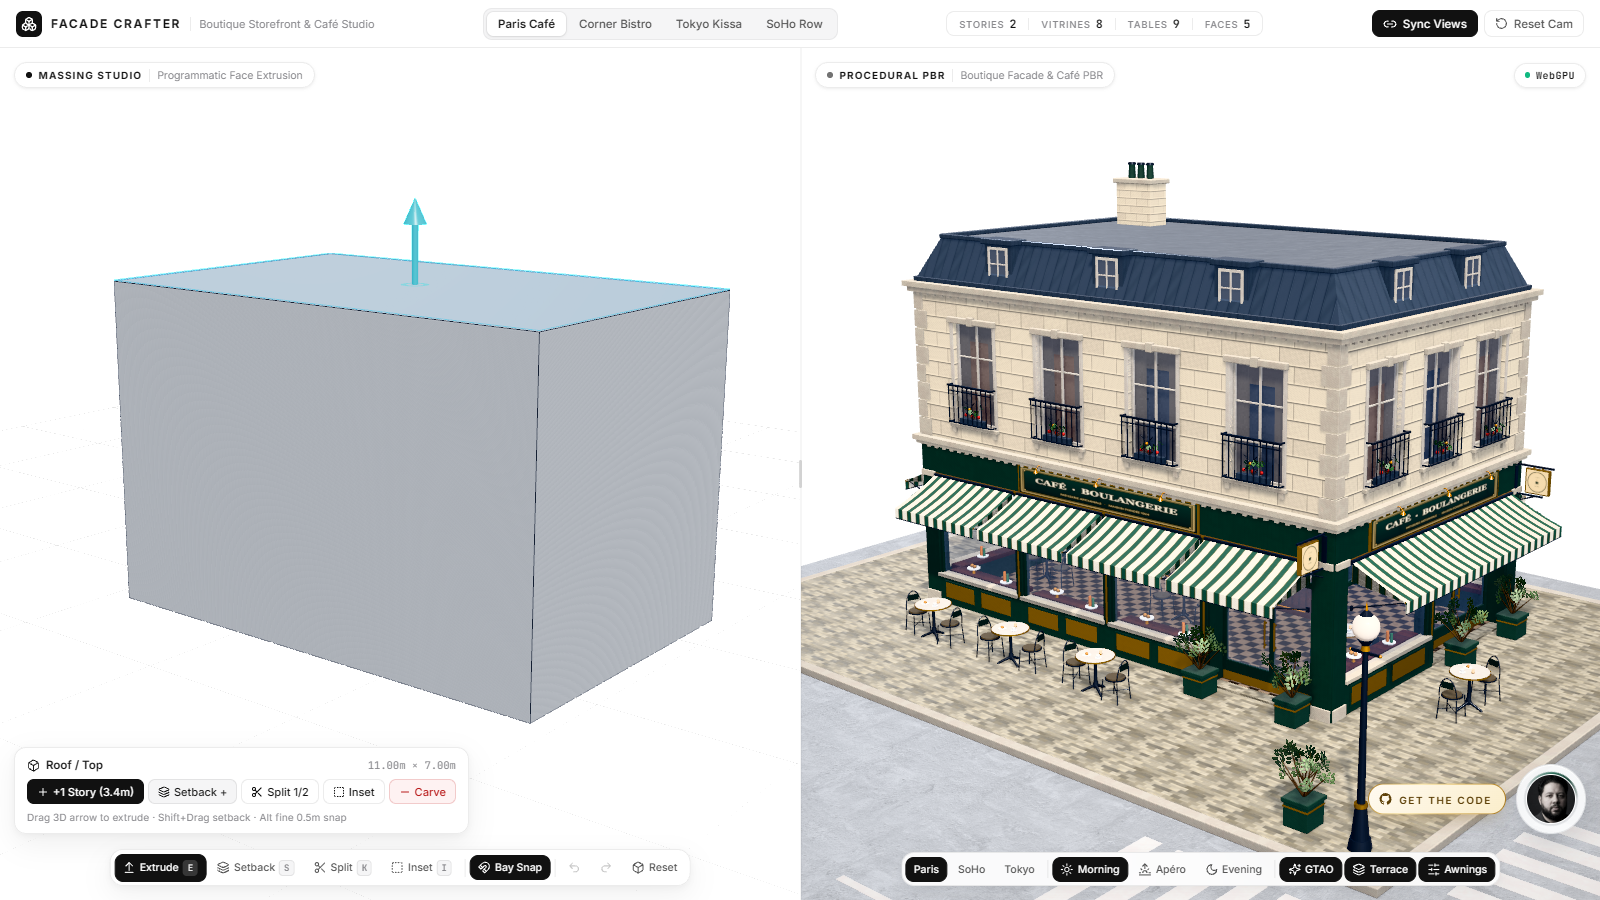 FACADE CRAFTER
Boutique Storefront & Café Studio
Paris Café
Corner Bistro
Tokyo Kissa
SoHo Row
STORIES 2
VITRINES 8
TABLES 9
FACES 5
Sync Views
Reset Cam
MASSING STUDIO
Programmatic Face Extrusion
PROCEDURAL PBR
Boutique Facade & Café PBR
WebGPU
CAFÉ · BOULANGERIE
CAFÉ · BOULANGERIE
Roof / Top
11.00m × 7.00m
+1 Story (3.4m)
Setback +
Split 1/2
Inset
Carve
Drag 3D arrow to extrude · Shift+Drag setback · Alt fine 0.5m snap
GET THE CODE
Extrude E
Setback S
Split K
Inset I
Bay Snap
Reset
Paris
SoHo
Tokyo
Morning
Apéro
Evening
GTAO
Terrace
Awnings